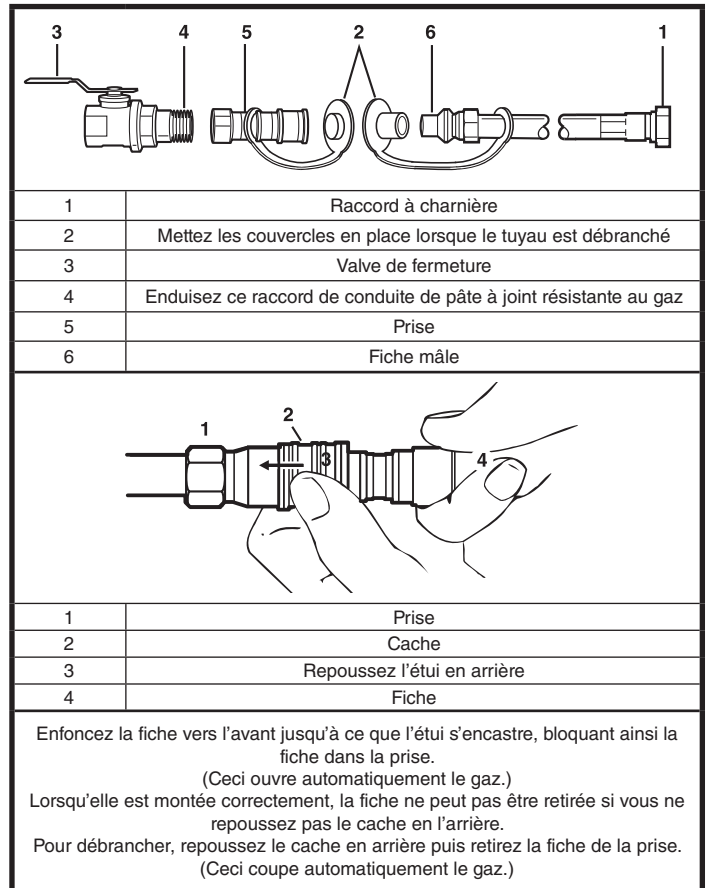 3 4 5 2 6 1
1 Raccord à charnière
2 Mettez les couvercles en place lorsque le tuyau est débranché
3 Valve de fermeture
4 Enduisez ce raccord de conduite de pâte à joint résistante au gaz
5 Prise
6 Fiche mâle
1 2 3 4
1 Prise
2 Cache
3 Repoussez l'étui en arrière
4 Fiche
Enfoncez la fiche vers l'avant jusqu'à ce que l'étui s'encastre, bloquant ainsi la
fiche dans la prise.
(Ceci ouvre automatiquement le gaz.)
Lorsqu'elle est montée correctement, la fiche ne peut pas être retirée si vous ne
repoussez pas le cache en l'arrière.
Pour débrancher, repoussez le cache en arrière puis retirez la fiche de la prise.
(Ceci coupe automatiquement le gaz.)